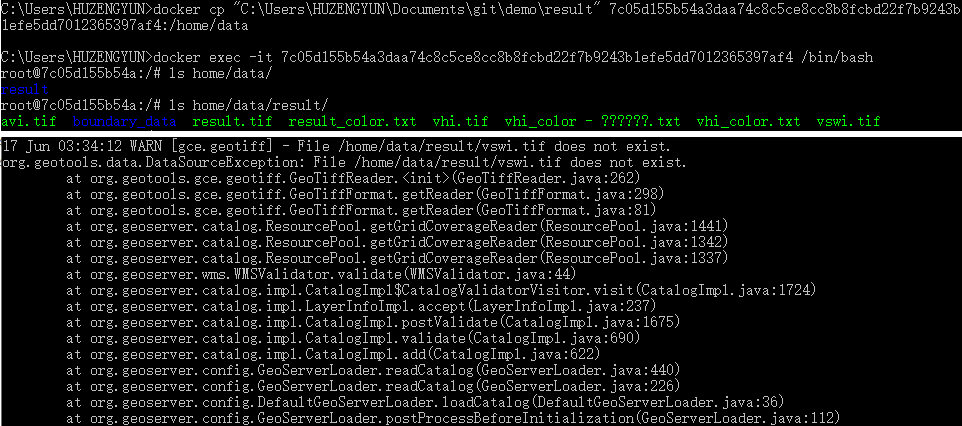 C:\Users\HUZENGYUN>docker cp "C:\Users\HUZENGYUN\Documents\git\demo\result" 7c05d155b54a3daa74c8c5ce8cc8b8fcbd22f7b9243b
1efe5dd7012365397af4:/home/data
C:\Users\HUZENGYUN>docker exec -it 7c05d155b54a3daa74c8c5ce8cc8b8fcbd22f7b9243b1efe5dd7012365397af4 /bin/bash
root@7c05d155b54a:/# ls home/data/
result
root@7c05d155b54a:/# ls home/data/result/
avi.tif boundary_data result.tif result_color.txt vhi.tif vhi_color - ??????.txt vhi_color.txt vswi.tif
17 Jun 03:34:12 WARN [gce.geotiff] - File /home/data/result/vswi.tif does not exist.
org.geotools.data.DataSourceException: File /home/data/result/vswi.tif does not exist.
at org.geotools.gce.geotiff.GeoTiffReader.<init>(GeoTiffReader.java:262)
at org.geotools.gce.geotiff.GeoTiffFormat.getReader(GeoTiffFormat.java:298)
at org.geotools.gce.geotiff.GeoTiffFormat.getReader(GeoTiffFormat.java:81)
at org.geoserver.catalog.ResourcePool.getGridCoverageReader(ResourcePool.java:1441)
at org.geoserver.catalog.ResourcePool.getGridCoverageReader(ResourcePool.java:1342)
at org.geoserver.catalog.ResourcePool.getGridCoverageReader(ResourcePool.java:1337)
at org.geoserver.wms.WMSValidator.validate(WMSValidator.java:44)
at org.geoserver.catalog.impl.CatalogImpl$CatalogValidatorVisitor.visit(CatalogImpl.java:1724)
at org.geoserver.catalog.impl.LayerInfoImpl.accept(LayerInfoImpl.java:237)
at org.geoserver.catalog.impl.CatalogImpl.postValidate(CatalogImpl.java:1675)
at org.geoserver.catalog.impl.CatalogImpl.validate(CatalogImpl.java:690)
at org.geoserver.catalog.impl.CatalogImpl.add(CatalogImpl.java:622)
at org.geoserver.config.GeoServerLoader.readCatalog(GeoServerLoader.java:440)
at org.geoserver.config.GeoServerLoader.readCatalog(GeoServerLoader.java:226)
at org.geoserver.config.DefaultGeoServerLoader.loadCatalog(DefaultGeoServerLoader.java:36)
at org.geoserver.config.GeoServerLoader.postProcessBeforeInitialization(GeoServerLoader.java:112)